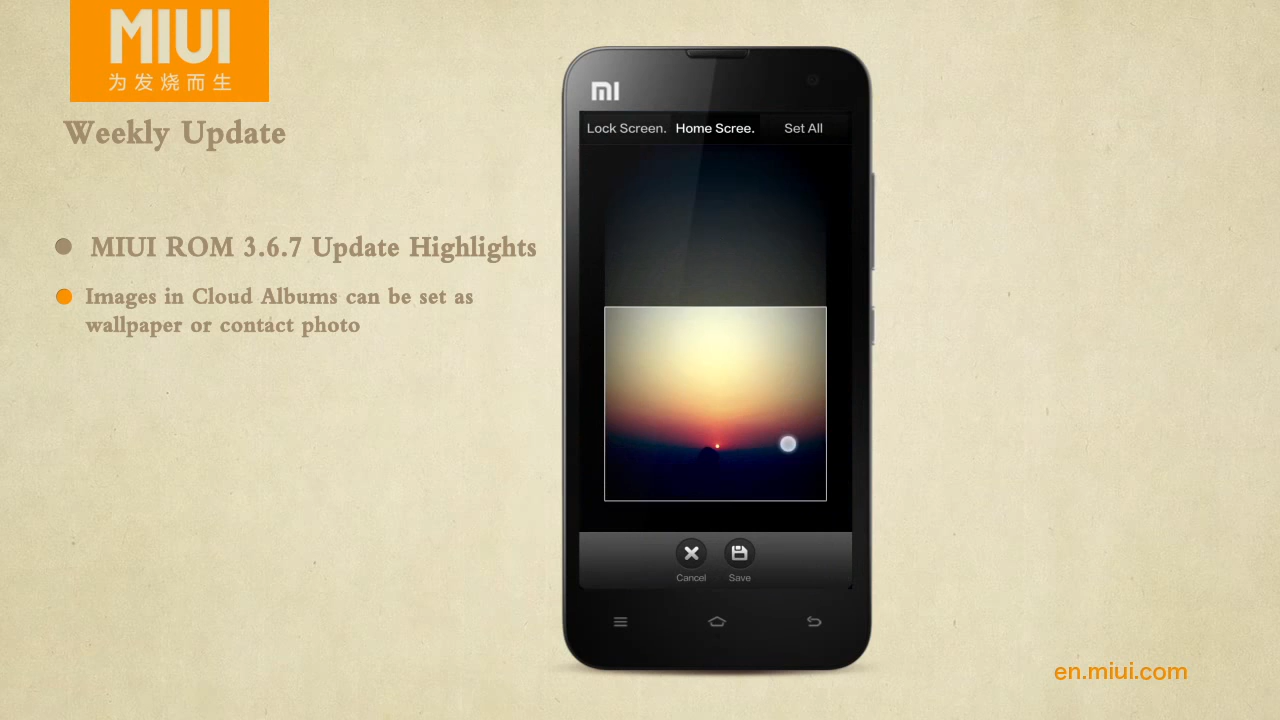 MIUI
为发烧而生
Weekly Update
MIUI ROM 3.6.7 Update Highlights
Images in Cloud Albums can be set as
wallpaper or contact photo
MI
Lock Screen. Home Scree. Set All
Cancel Save
en.miui.com